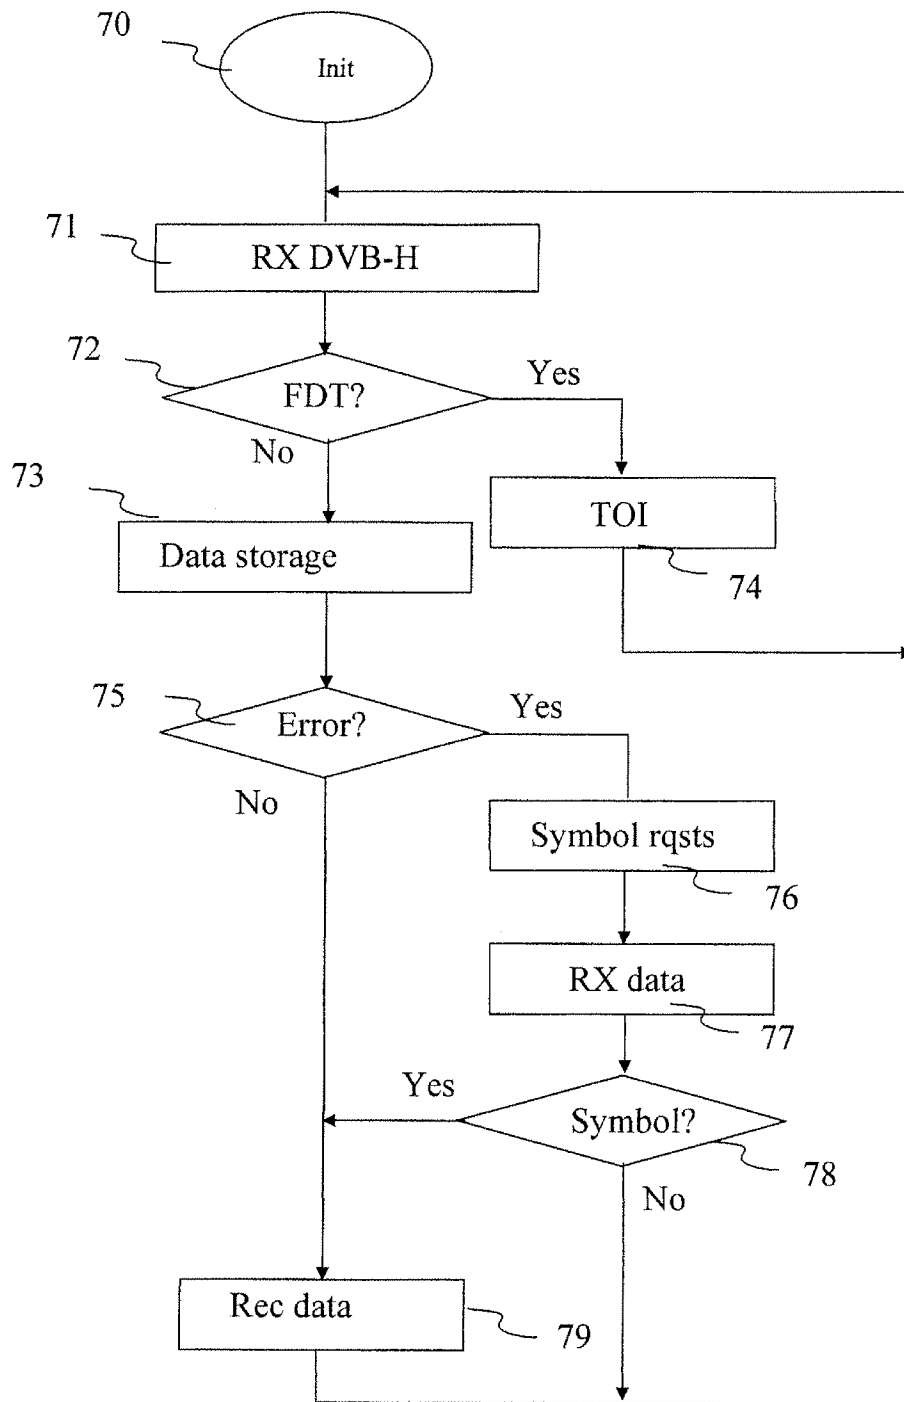 70
Init
71
RX DVB-H
72
FDT?
Yes
No
73
TOI
Data storage
74
75
Error?
Yes
No
Symbol rqsts
76
RX data
77
Yes
Symbol?
78
No
Rec data
79